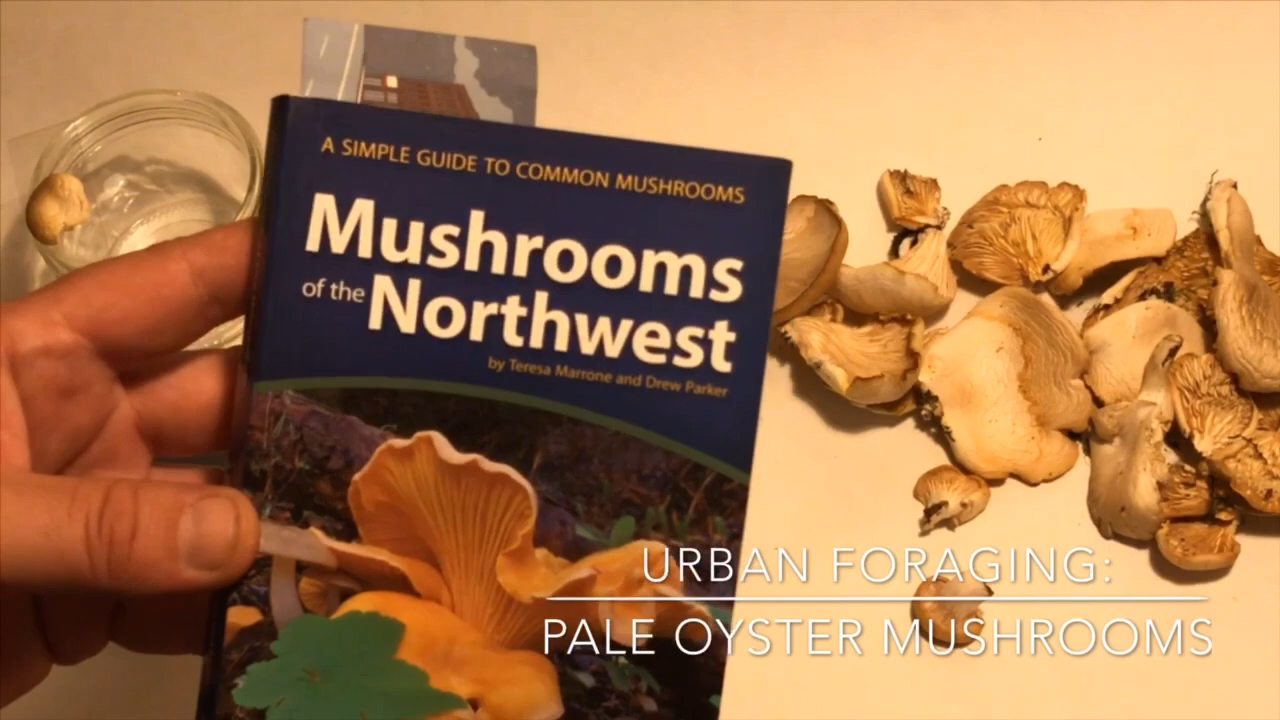 A SIMPLE GUIDE TO COMMON MUSHROOMS
Mushrooms
of the Northwest
by Teresa Marrone and Drew Parker
URBAN FORAGING:
PALE OYSTER MUSHROOMS